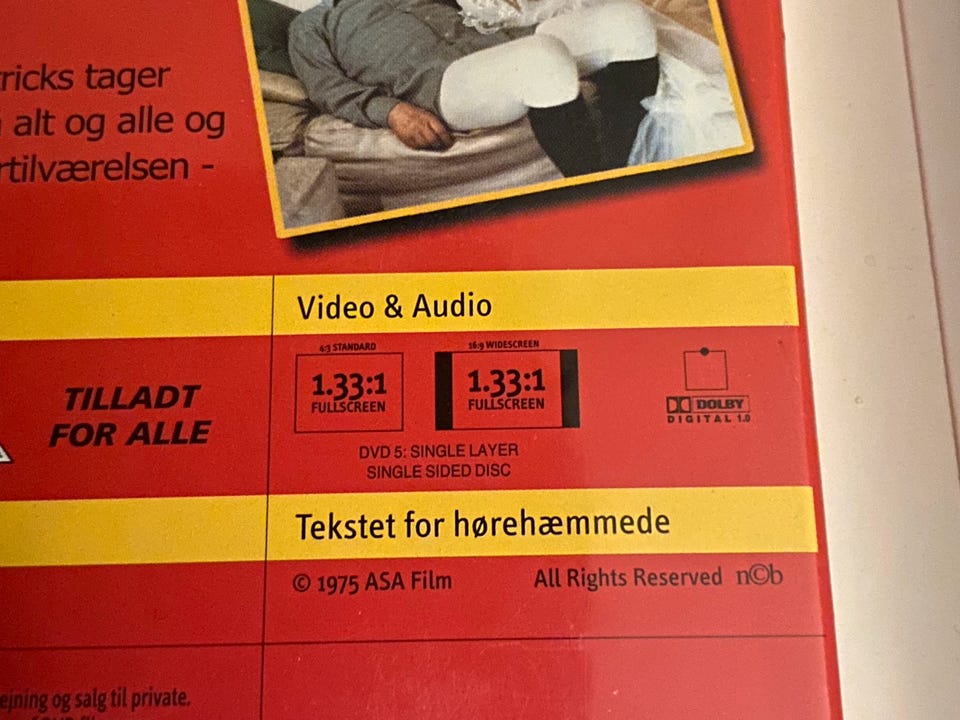 ricks tager
alt og alle og
rtilværelsen -
Video & Audio
4:3 STANDARD
1.33:1
FULLSCREEN
16:9 WIDESCREEN
1.33:1
FULLSCREEN
DOLBY
DIGITAL 1.0
TILLADT
FOR ALLE
DVD 5: SINGLE LAYER
SINGLE SIDED DISC
Tekstet for hørehæmmede
© 1975 ASA Film
All Rights Reserved n©b
ejning og salg til private.